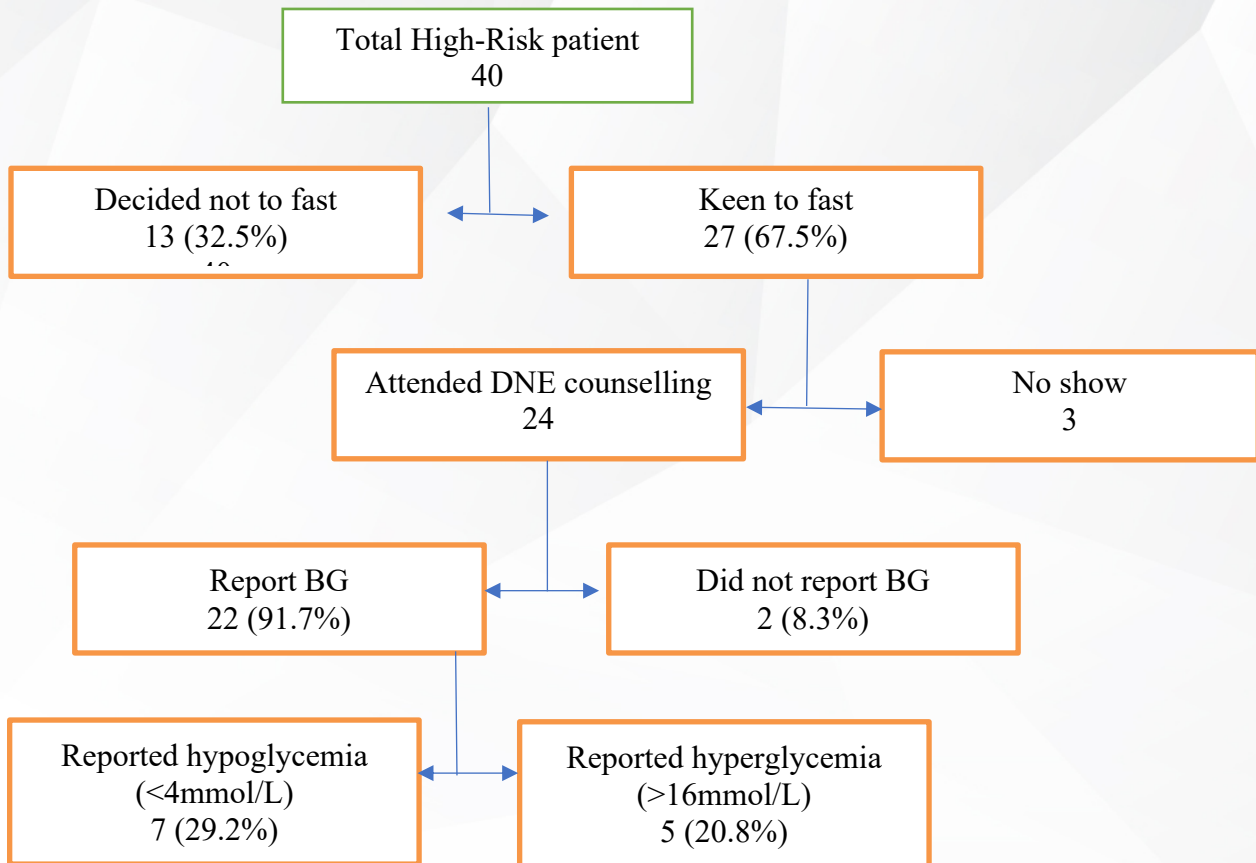 Total High-Risk patient
40
Decided not to fast
13 (32.5%)
Keen to fast
27 (67.5%)
Attended DNE counselling
24
No show
3
Report BG
22 (91.7%)
Did not report BG
2 (8.3%)
Reported hypoglycemia
(<4mmol/L)
7 (29.2%)
Reported hyperglycemia
(>16mmol/L)
5 (20.8%)